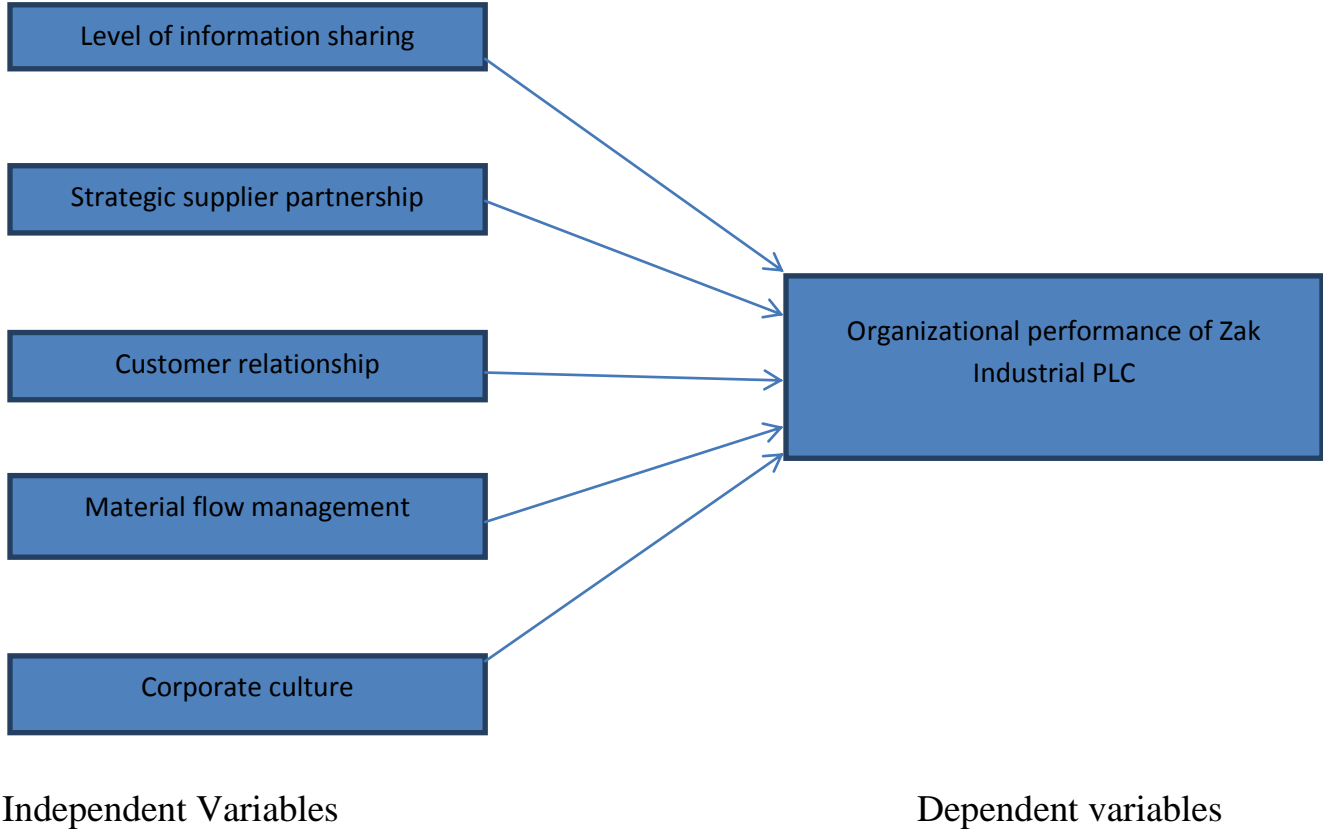 Level of information sharing
Strategic supplier partnership
Customer relationship
Material flow management
Corporate culture
Organizational performance of Zak
Industrial PLC
Independent Variables
Dependent variables